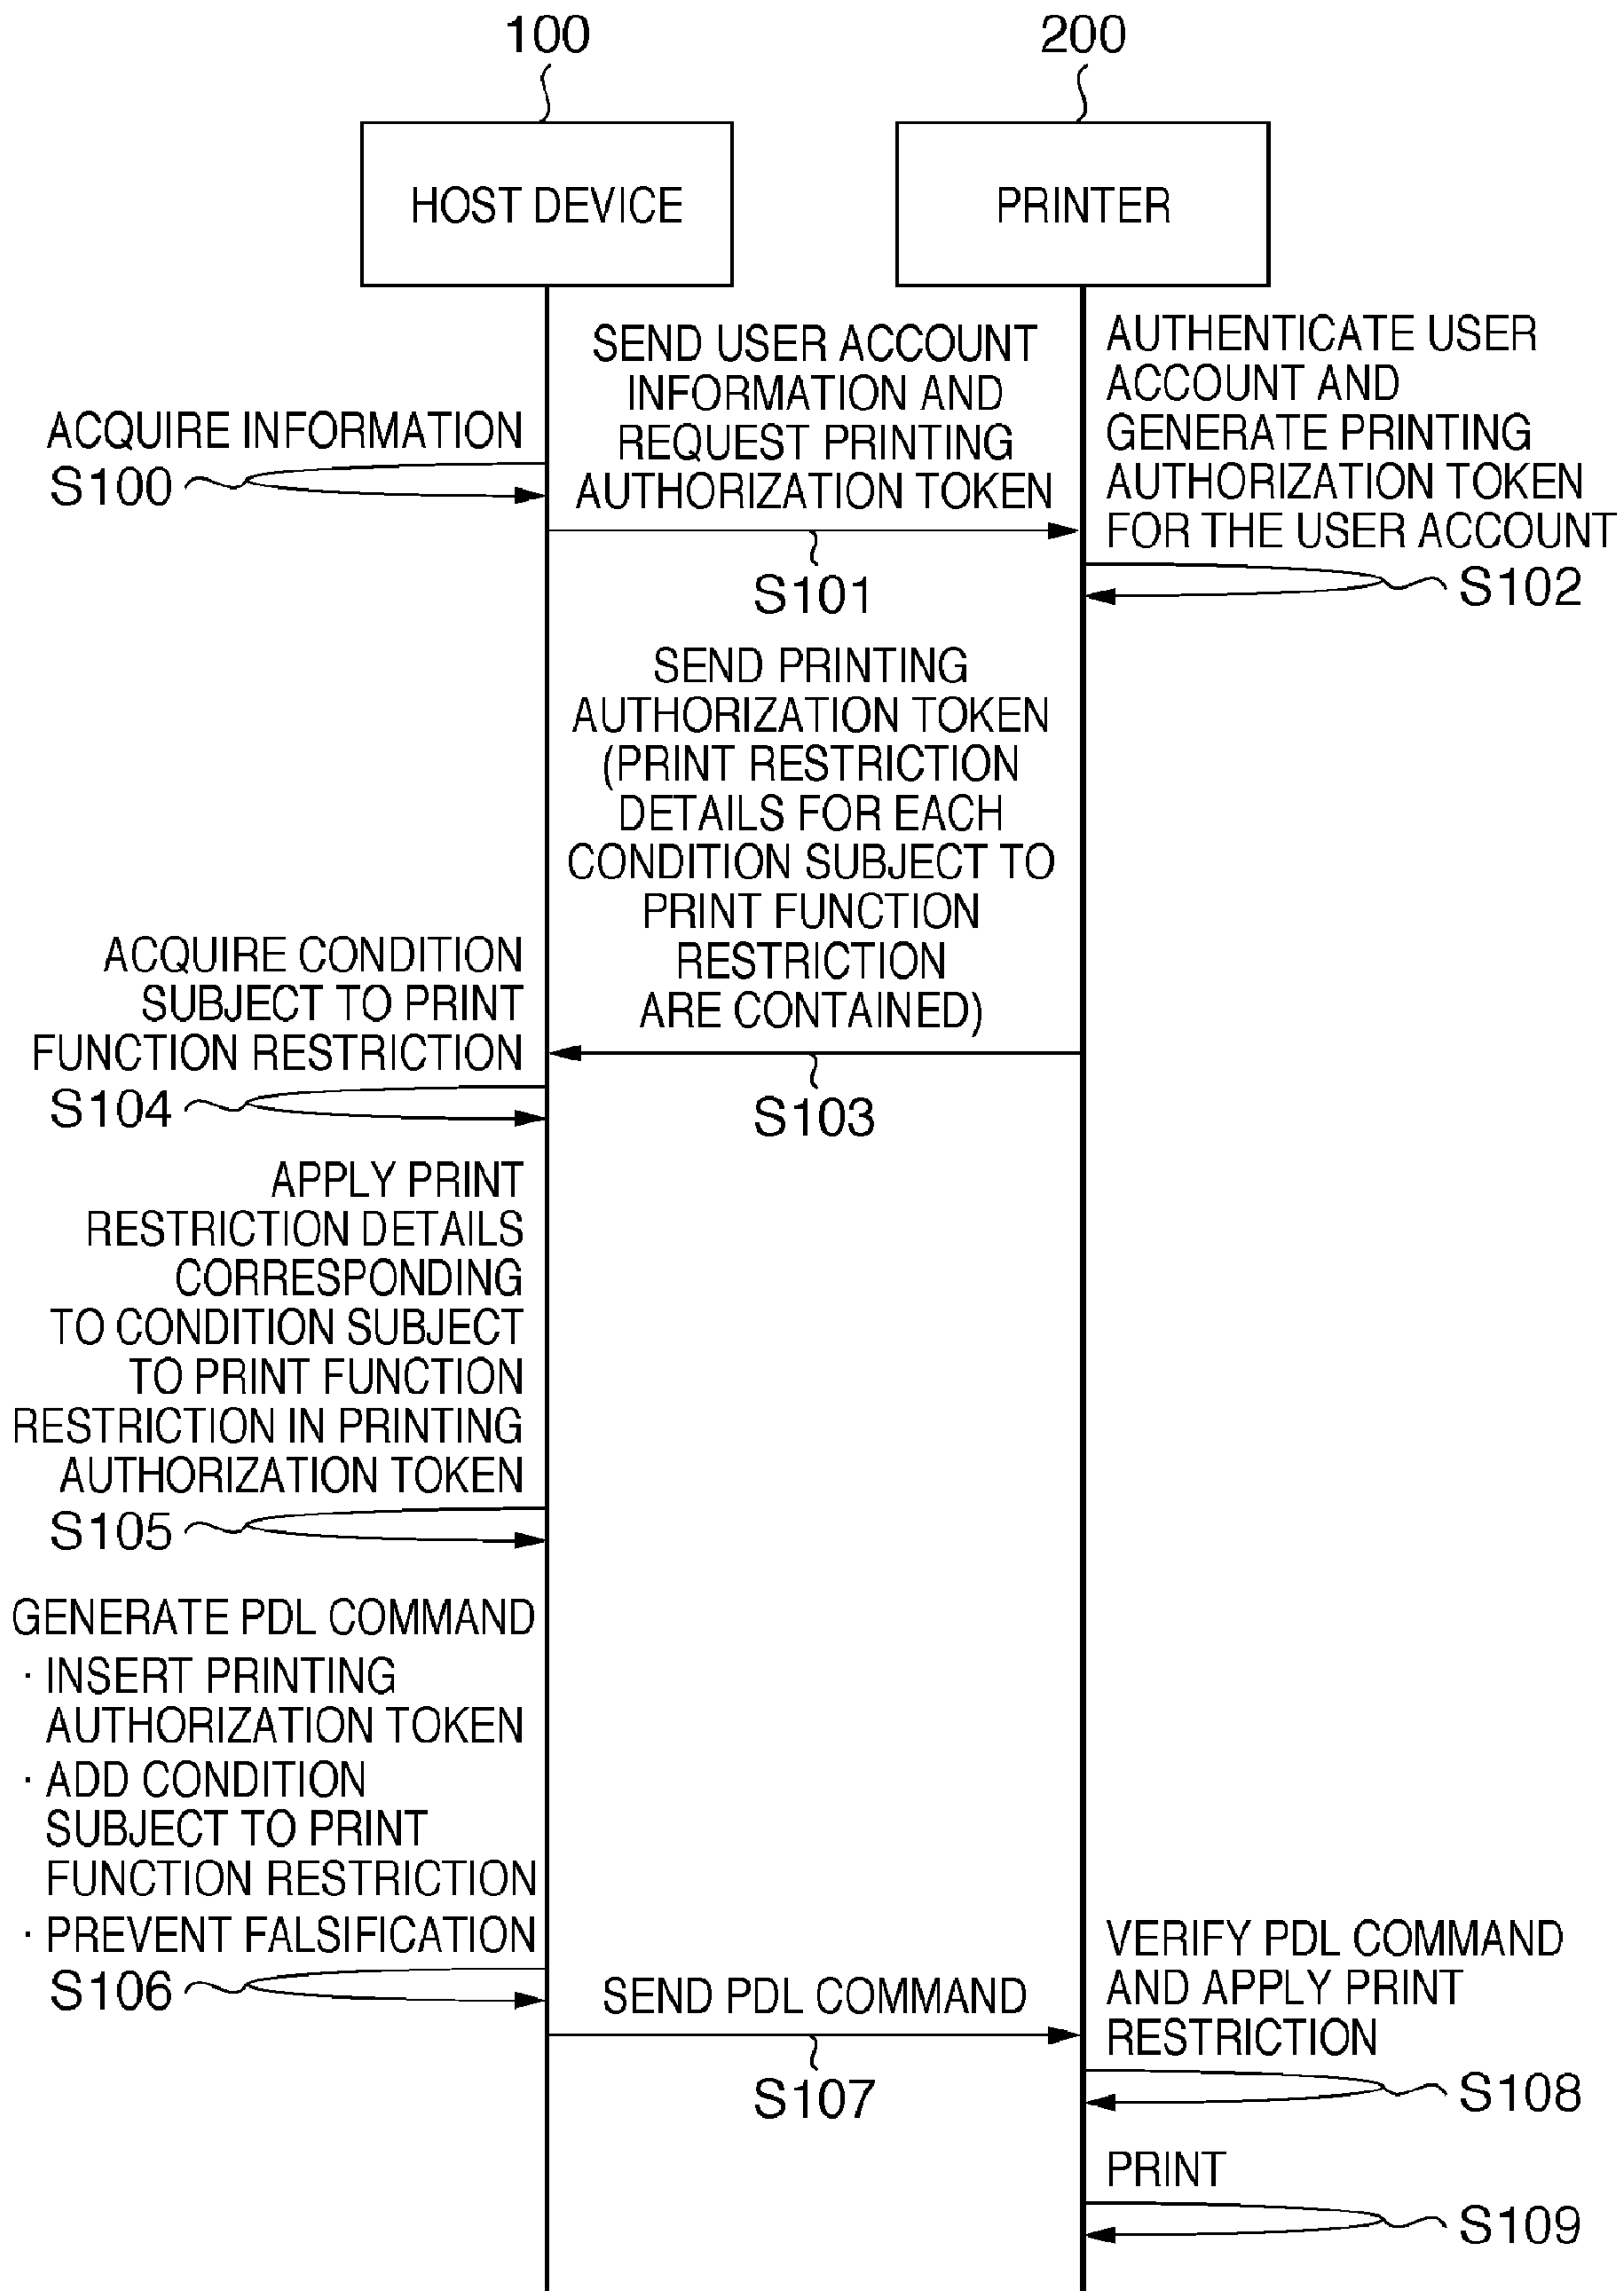 100
200
HOST DEVICE
PRINTER
ACQUIRE INFORMATION
S100
SEND USER ACCOUNT
INFORMATION AND
REQUEST PRINTING
AUTHORIZATION TOKEN
S101
AUTHENTICATE USER
ACCOUNT AND
GENERATE PRINTING
AUTHORIZATION TOKEN
FOR THE USER ACCOUNT
S102
SEND PRINTING
AUTHORIZATION TOKEN
(PRINT RESTRICTION
DETAILS FOR EACH
CONDITION SUBJECT TO
PRINT FUNCTION
RESTRICTION
ARE CONTAINED)
S103
ACQUIRE CONDITION
SUBJECT TO PRINT
FUNCTION RESTRICTION
S104
APPLY PRINT
RESTRICTION DETAILS
CORRESPONDING
TO CONDITION SUBJECT
TO PRINT FUNCTION
RESTRICTION IN PRINTING
AUTHORIZATION TOKEN
S105
GENERATE PDL COMMAND
· INSERT PRINTING
AUTHORIZATION TOKEN
· ADD CONDITION
SUBJECT TO PRINT
FUNCTION RESTRICTION
· PREVENT FALSIFICATION
S106
SEND PDL COMMAND
S107
VERIFY PDL COMMAND
AND APPLY PRINT
RESTRICTION
S108
PRINT
S109